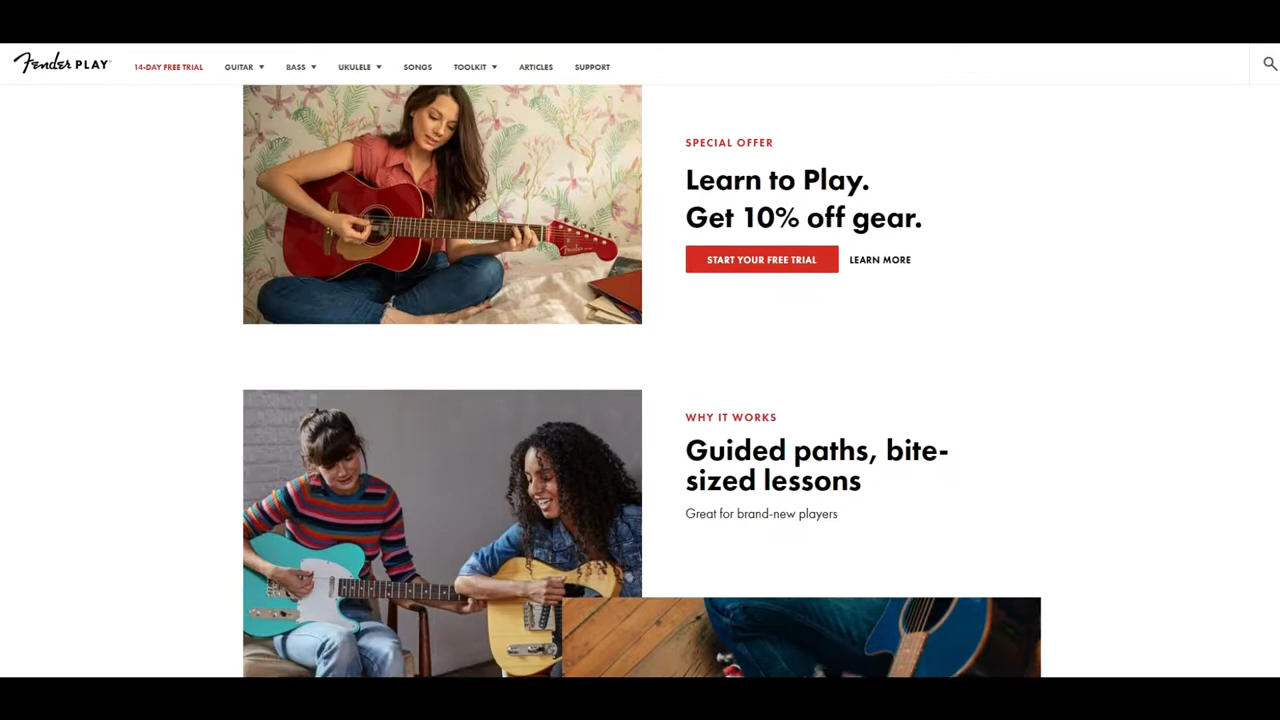 Fender PLAY
14-DAY FREE TRIAL
GUITAR
BASS
UKULELE
SONGS
TOOLKIT
ARTICLES
SUPPORT
SPECIAL OFFER
Learn to Play.
Get 10% off gear.
START YOUR FREE TRIAL
LEARN MORE
Fender
WHY IT WORKS
Guided paths, bite-
sized lessons
Great for brand-new players